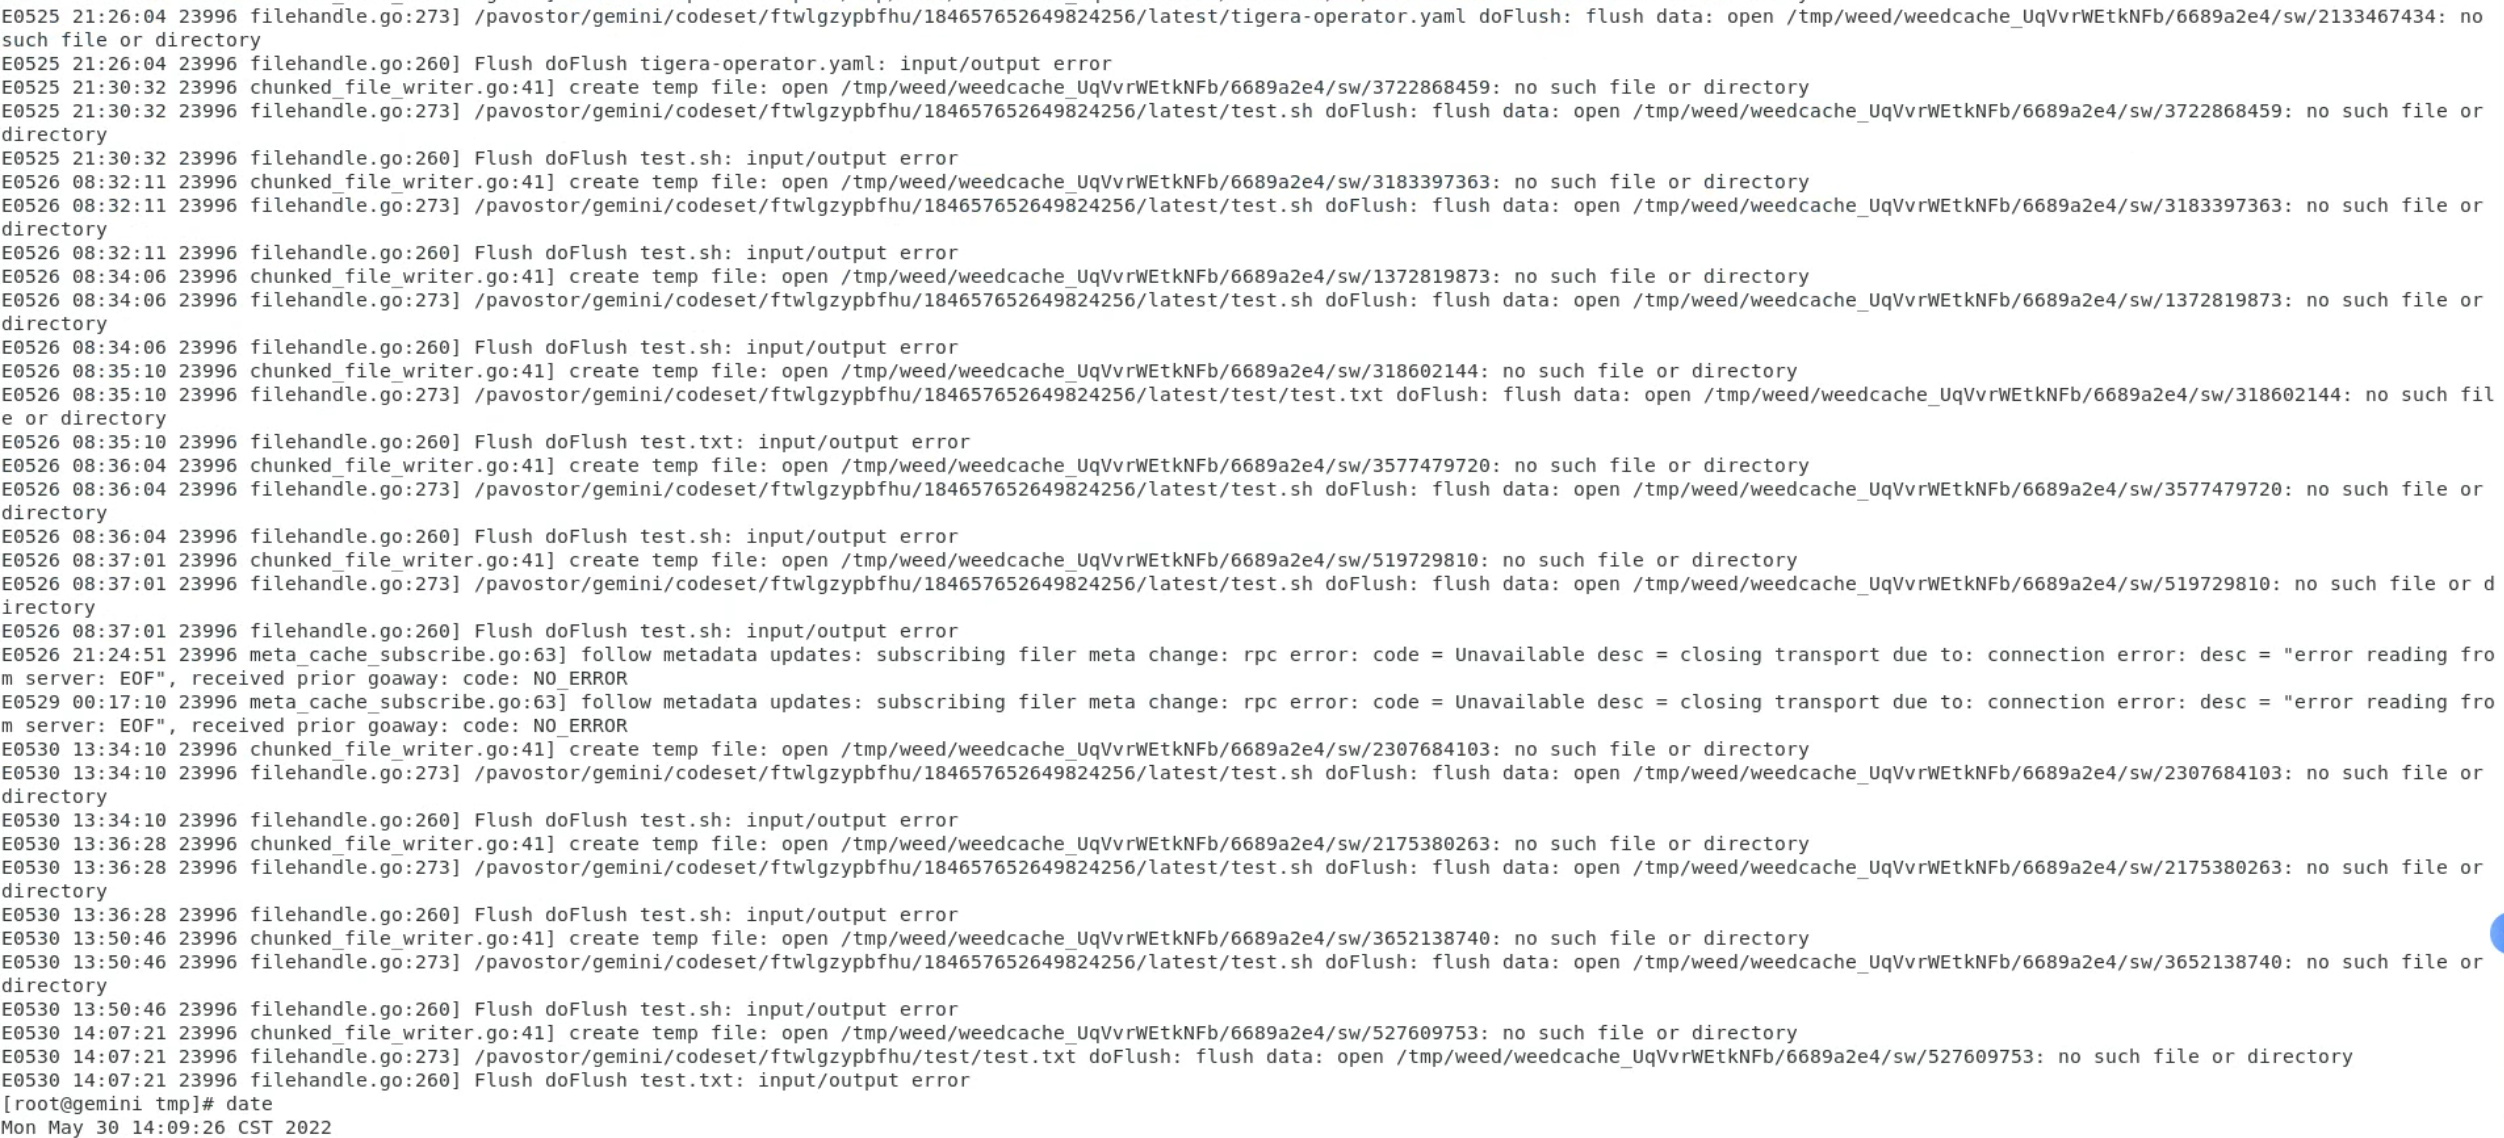 E0525 21:26:04 23996 filehandle.go:273] /pavostor/gemini/codeset/ftwlgzypbfhu/184657652649824256/latest/tigera-operator.yaml doFlush: flush data: open /tmp/weed/weedcache_UqVvrWEtkNFb/6689a2e4/sw/2133467434: no
such file or directory
E0525 21:26:04 23996 filehandle.go:260] Flush doFlush tigera-operator.yaml: input/output error
E0525 21:30:32 23996 chunked_file_writer.go:41] create temp file: open /tmp/weed/weedcache_UqVvrWEtkNFb/6689a2e4/sw/3722868459: no such file or directory
E0525 21:30:32 23996 filehandle.go:273] /pavostor/gemini/codeset/ftwlgzypbfhu/184657652649824256/latest/test.sh doFlush: flush data: open /tmp/weed/weedcache_UqVvrWEtkNFb/6689a2e4/sw/3722868459: no such file or
directory
E0525 21:30:32 23996 filehandle.go:260] Flush doFlush test.sh: input/output error
E0526 08:32:11 23996 chunked_file_writer.go:41] create temp file: open /tmp/weed/weedcache_UqVvrWEtkNFb/6689a2e4/sw/3183397363: no such file or directory
E0526 08:32:11 23996 filehandle.go:273] /pavostor/gemini/codeset/ftwlgzypbfhu/184657652649824256/latest/test.sh doFlush: flush data: open /tmp/weed/weedcache_UqVvrWEtkNFb/6689a2e4/sw/3183397363: no such file or
directory
E0526 08:32:11 23996 filehandle.go:260] Flush doFlush test.sh: input/output error
E0526 08:34:06 23996 chunked_file_writer.go:41] create temp file: open /tmp/weed/weedcache_UqVvrWEtkNFb/6689a2e4/sw/1372819873: no such file or directory
E0526 08:34:06 23996 filehandle.go:273] /pavostor/gemini/codeset/ftwlgzypbfhu/184657652649824256/latest/test.sh doFlush: flush data: open /tmp/weed/weedcache_UqVvrWEtkNFb/6689a2e4/sw/1372819873: no such file or
directory
E0526 08:34:06 23996 filehandle.go:260] Flush doFlush test.sh: input/output error
E0526 08:35:10 23996 chunked_file_writer.go:41] create temp file: open /tmp/weed/weedcache_UqVvrWEtkNFb/6689a2e4/sw/318602144: no such file or directory
E0526 08:35:10 23996 filehandle.go:273] /pavostor/gemini/codeset/ftwlgzypbfhu/184657652649824256/latest/test/test.txt doFlush: flush data: open /tmp/weed/weedcache_UqVvrWEtkNFb/6689a2e4/sw/318602144: no such fil
e or directory
E0526 08:35:10 23996 filehandle.go:260] Flush doFlush test.txt: input/output error
E0526 08:36:04 23996 chunked_file_writer.go:41] create temp file: open /tmp/weed/weedcache_UqVvrWEtkNFb/6689a2e4/sw/3577479720: no such file or directory
E0526 08:36:04 23996 filehandle.go:273] /pavostor/gemini/codeset/ftwlgzypbfhu/184657652649824256/latest/test.sh doFlush: flush data: open /tmp/weed/weedcache_UqVvrWEtkNFb/6689a2e4/sw/3577479720: no such file or
directory
E0526 08:36:04 23996 filehandle.go:260] Flush doFlush test.sh: input/output error
E0526 08:37:01 23996 chunked_file_writer.go:41] create temp file: open /tmp/weed/weedcache_UqVvrWEtkNFb/6689a2e4/sw/519729810: no such file or directory
E0526 08:37:01 23996 filehandle.go:273] /pavostor/gemini/codeset/ftwlgzypbfhu/184657652649824256/latest/test.sh doFlush: flush data: open /tmp/weed/weedcache_UqVvrWEtkNFb/6689a2e4/sw/519729810: no such file or d
irectory
E0526 08:37:01 23996 filehandle.go:260] Flush doFlush test.sh: input/output error
E0526 21:24:51 23996 meta_cache_subscribe.go:63] follow metadata updates: subscribing filer meta change: rpc error: code = Unavailable desc = closing transport due to: connection error: desc = "error reading fro
m server: EOF", received prior goaway: code: NO_ERROR
E0529 00:17:10 23996 meta_cache_subscribe.go:63] follow metadata updates: subscribing filer meta change: rpc error: code = Unavailable desc = closing transport due to: connection error: desc = "error reading fro
m server: EOF", received prior goaway: code: NO_ERROR
E0530 13:34:10 23996 chunked_file_writer.go:41] create temp file: open /tmp/weed/weedcache_UqVvrWEtkNFb/6689a2e4/sw/2307684103: no such file or directory
E0530 13:34:10 23996 filehandle.go:273] /pavostor/gemini/codeset/ftwlgzypbfhu/184657652649824256/latest/test.sh doFlush: flush data: open /tmp/weed/weedcache_UqVvrWEtkNFb/6689a2e4/sw/2307684103: no such file or
directory
E0530 13:34:10 23996 filehandle.go:260] Flush doFlush test.sh: input/output error
E0530 13:36:28 23996 chunked_file_writer.go:41] create temp file: open /tmp/weed/weedcache_UqVvrWEtkNFb/6689a2e4/sw/2175380263: no such file or directory
E0530 13:36:28 23996 filehandle.go:273] /pavostor/gemini/codeset/ftwlgzypbfhu/184657652649824256/latest/test.sh doFlush: flush data: open /tmp/weed/weedcache_UqVvrWEtkNFb/6689a2e4/sw/2175380263: no such file or
directory
E0530 13:36:28 23996 filehandle.go:260] Flush doFlush test.sh: input/output error
E0530 13:50:46 23996 chunked_file_writer.go:41] create temp file: open /tmp/weed/weedcache_UqVvrWEtkNFb/6689a2e4/sw/3652138740: no such file or directory
E0530 13:50:46 23996 filehandle.go:273] /pavostor/gemini/codeset/ftwlgzypbfhu/184657652649824256/latest/test.sh doFlush: flush data: open /tmp/weed/weedcache_UqVvrWEtkNFb/6689a2e4/sw/3652138740: no such file or
directory
E0530 13:50:46 23996 filehandle.go:260] Flush doFlush test.sh: input/output error
E0530 14:07:21 23996 chunked_file_writer.go:41] create temp file: open /tmp/weed/weedcache_UqVvrWEtkNFb/6689a2e4/sw/527609753: no such file or directory
E0530 14:07:21 23996 filehandle.go:273] /pavostor/gemini/codeset/ftwlgzypbfhu/test/test.txt doFlush: flush data: open /tmp/weed/weedcache_UqVvrWEtkNFb/6689a2e4/sw/527609753: no such file or directory
E0530 14:07:21 23996 filehandle.go:260] Flush doFlush test.txt: input/output error
[root@gemini tmp]# date
Mon May 30 14:09:26 CST 2022